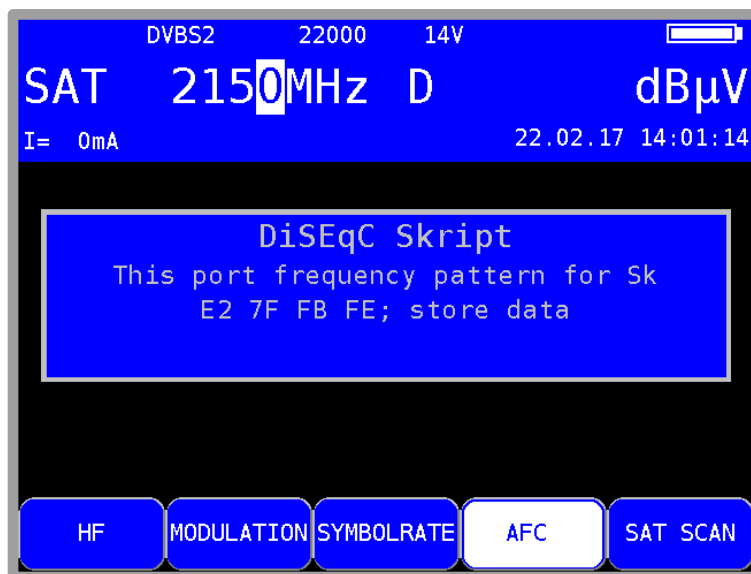 DVBS2 22000 14V
SAT 2150MHz D dBµV
I= 0mA 22.02.17 14:01:14
DiSEqC Skript
This port frequency pattern for Sk
E2 7F FB FE; store data
HF MODULATION SYMBOLRATE AFC SAT SCAN